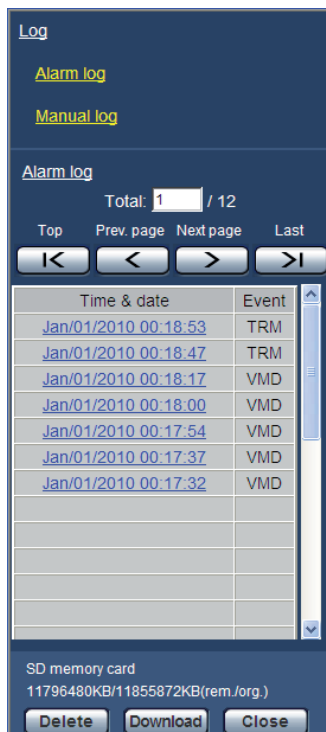 Log
Alarm log
Manual log
Alarm log
Total: 1 / 12
Top Prev. page Next page Last
Time & date Event
Jan/01/2010 00:18:53 TRM
Jan/01/2010 00:18:47 TRM
Jan/01/2010 00:18:17 VMD
Jan/01/2010 00:18:00 VMD
Jan/01/2010 00:17:54 VMD
Jan/01/2010 00:17:37 VMD
Jan/01/2010 00:17:32 VMD
SD memory card
11796480KB/11855872KB(rem./org.)
Delete Download Close